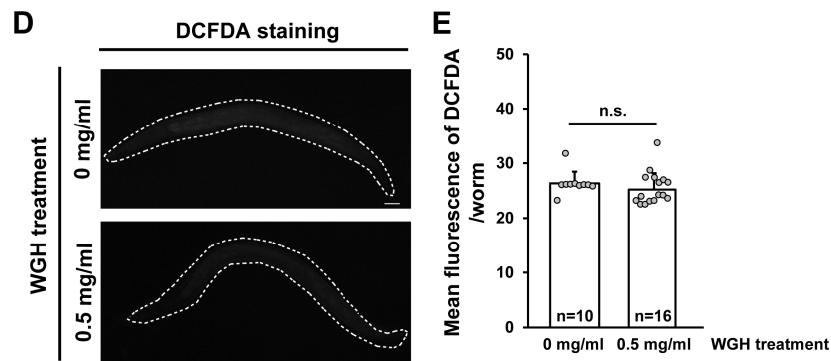 D
DCFDA staining
WGH treatment
0 mg/ml
0.5 mg/ml
E
Mean fluorescence of DCFDA
/worm
50
40
30
20
10
0
n.s.
n=10
n=16
0 mg/ml
0.5 mg/ml
WGH treatment